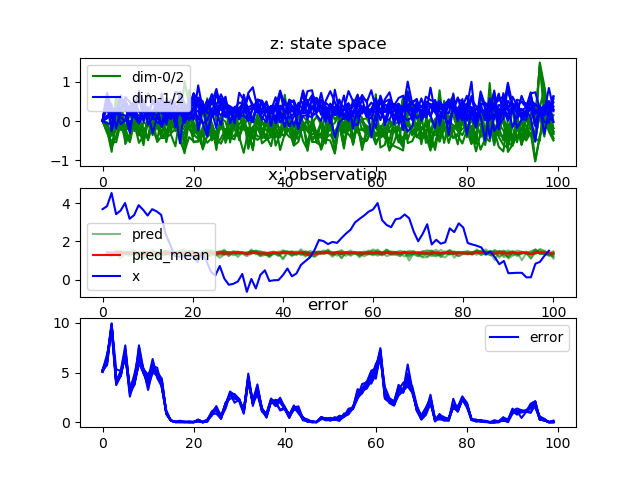 z: state space
dim-0/2
dim-1/2
1
0
−1
0 20 40 60 80 100
x: observation
pred
pred_mean
x
4
2
0
0 20 40 60 80 100
error
error
10
5
0
0 20 40 60 80 100